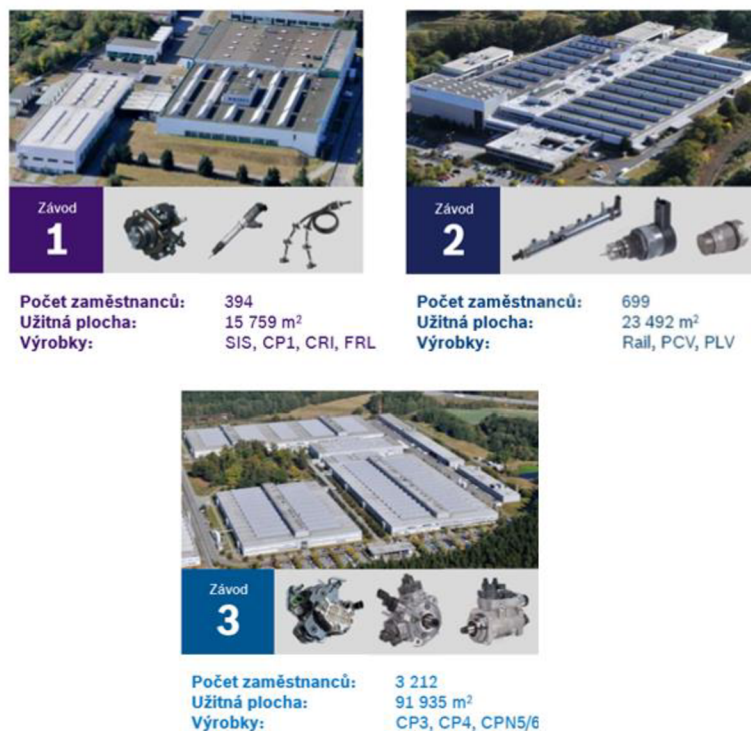 Závod
1
Počet zaměstnanců: 394
Užitná plocha: 15 759 m²
Výrobky: SIS, CP1, CRI, FRL
Závod
2
Počet zaměstnanců: 699
Užitná plocha: 23 492 m²
Výrobky: Rail, PCV, PLV
Závod
3
Počet zaměstnanců: 3 212
Užitná plocha: 91 935 m²
Výrobky: CP3, CP4, CPN5/6